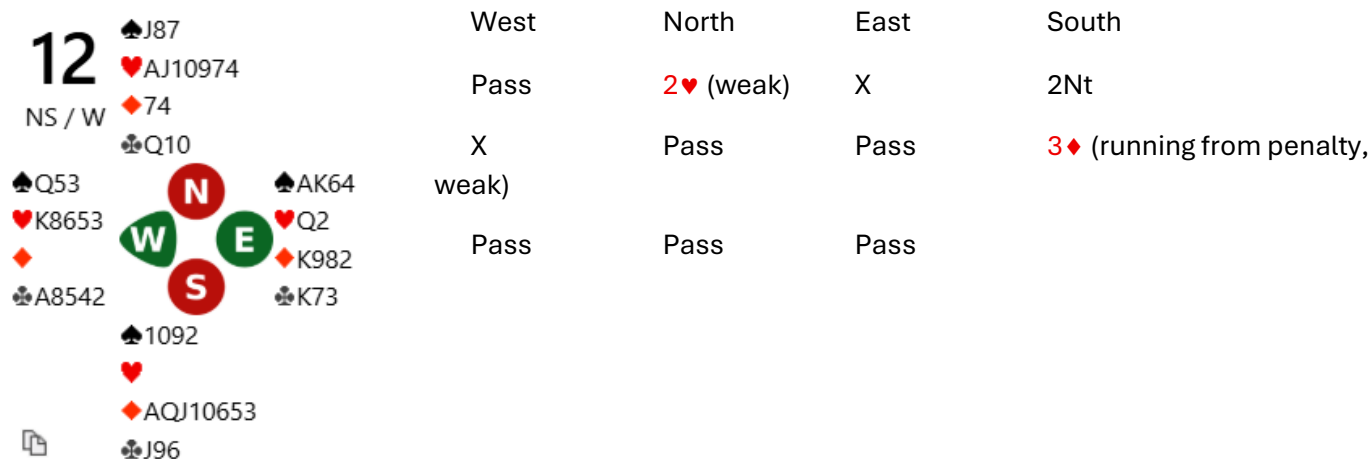 West North East South
♠J87
12 ♥AJ10974
Pass 2♥ (weak) X 2Nt
NS / W ♦74
♣Q10
X Pass Pass 3♦ (running from penalty,
weak)
♠Q53 N ♠AK64
♥K8653 W E ♥Q2
♦ ♦K982
♣A8542 S ♣K73
Pass Pass Pass
♠1092
♥
♦AQJ10653
♣J96